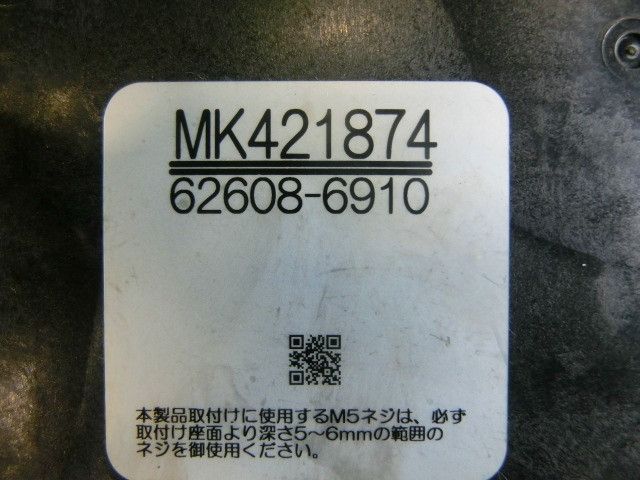 MK421874
62608-6910
本製品取付けに使用するM5ネジは、必ず
取付け座面より深さ5〜6mmの範囲の
ネジを御使用ください。